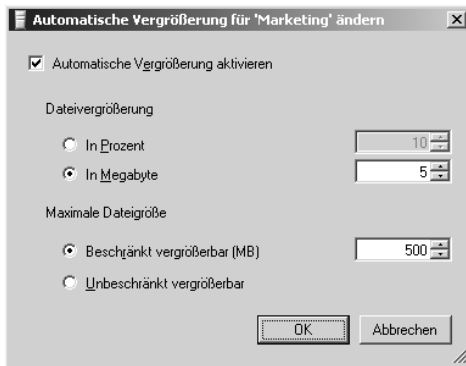 Automatische Vergrößerung für 'Marketing' ändern
Automatische Vergrößerung aktivieren
Dateivergrößerung
In Prozent 10
In Megabyte 5
Maximale Dateigröße
Beschränkt vergrößerbar (MB) 500
Unbeschränkt vergrößerbar
OK Abbrechen